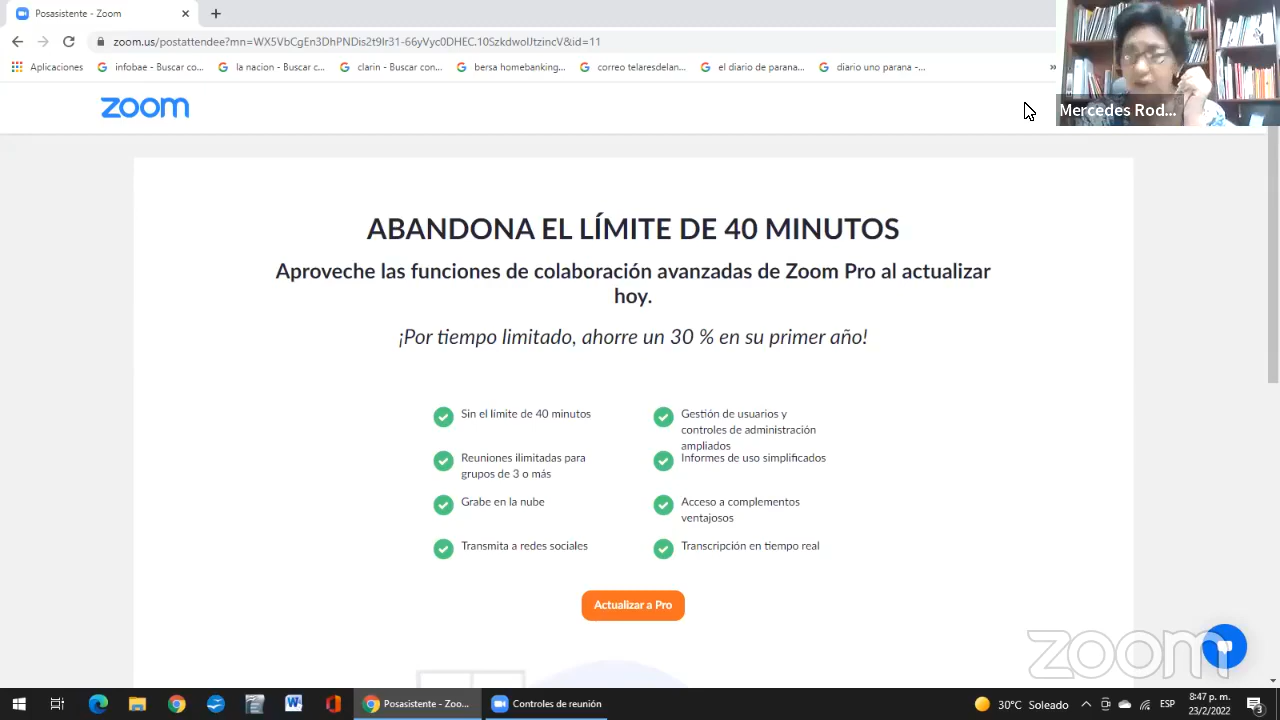 Posasistente - Zoom
zoom.us/postattendee?mn=WX5VbCgEn3DhPNDis2t9Ir31-66yVyc0DHEC.10SzkdwolJtzincV&id=11
Aplicaciones
infobae - Buscar co...
la nacion - Buscar c...
clarin - Buscar con...
bersa homebanking,...
correo telaresdelan...
el diario de parana...
diario uno parana -...
»
Mercedes Rod...
zoom
ABANDONA EL LÍMITE DE 40 MINUTOS
Aproveche las funciones de colaboración avanzadas de Zoom Pro al actualizar
hoy.
¡Por tiempo limitado, ahorre un 30 % en su primer año!
Sin el límite de 40 minutos
Reuniones ilimitadas para
grupos de 3 o más
Grabe en la nube
Transmita a redes sociales
Gestión de usuarios y
controles de administración
ampliados
Informes de uso simplificados
Acceso a complementos
ventajosos
Transcripción en tiempo real
Actualizar a Pro
zoom
Posasistente - Zoo...
Controles de reunión
30°C Soleado
ESP
8:47 p. m.
23/2/2022
3